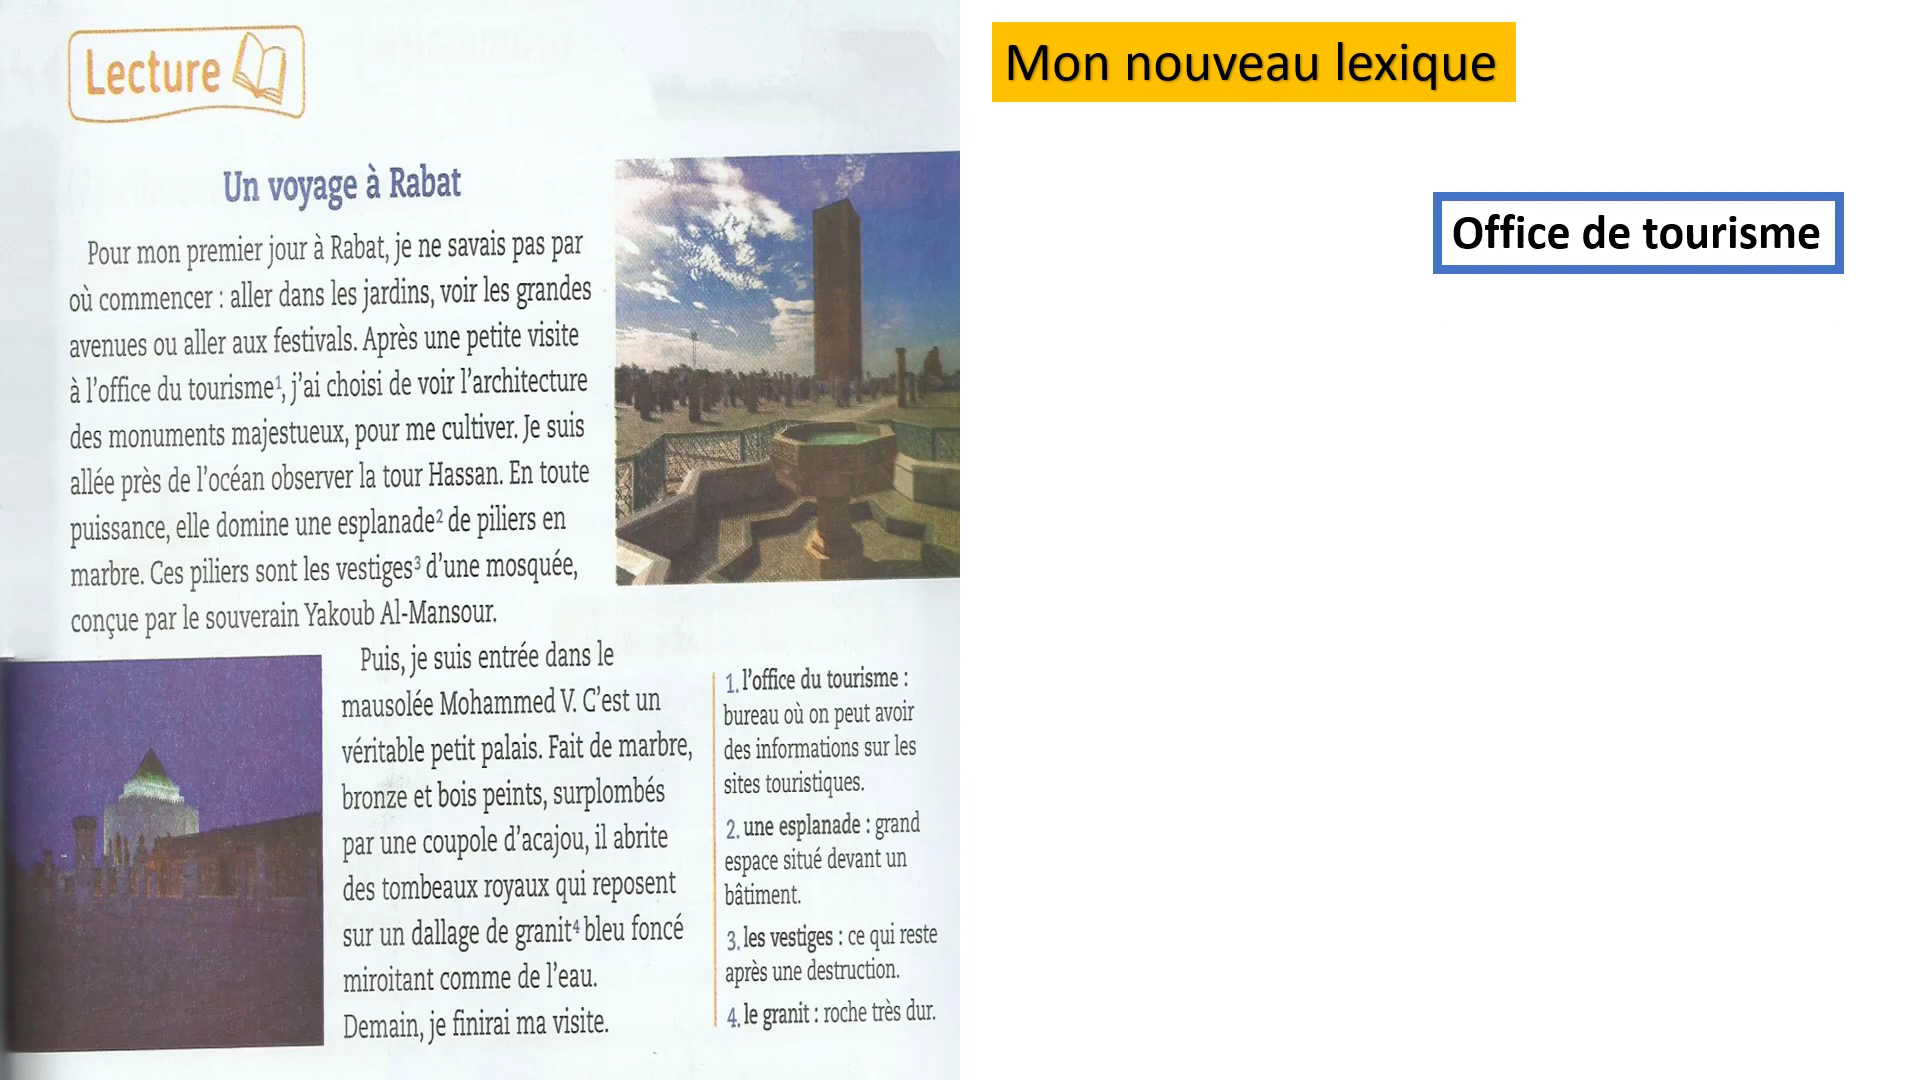 Lecture
Un voyage à Rabat
Pour mon premier jour à Rabat, je ne savais pas par
où commencer : aller dans les jardins, voir les grandes
avenues ou aller aux festivals. Après une petite visite
à l'office du tourisme¹, j'ai choisi de voir l'architecture
des monuments majestueux, pour me cultiver. Je suis
allée près de l'océan observer la tour Hassan. En toute
puissance, elle domine une esplanade² de piliers en
marbre. Ces piliers sont les vestiges³ d'une mosquée,
conçue par le souverain Yakoub Al-Mansour.
Puis, je suis entrée dans le
mausolée Mohammed V. C'est un
véritable petit palais. Fait de marbre,
bronze et bois peints, surplombés
par une coupole d'acajou, il abrite
des tombeaux royaux qui reposent
sur un dallage de granit⁴ bleu foncé
miroitant comme de l'eau.
Demain, je finirai ma visite.
1. l'office du tourisme :
bureau où on peut avoir
des informations sur les
sites touristiques.
2. une esplanade : grand
espace situé devant un
bâtiment.
3. les vestiges : ce qui reste
après une destruction.
4. le granit : roche très dur.
Mon nouveau lexique
Office de tourisme